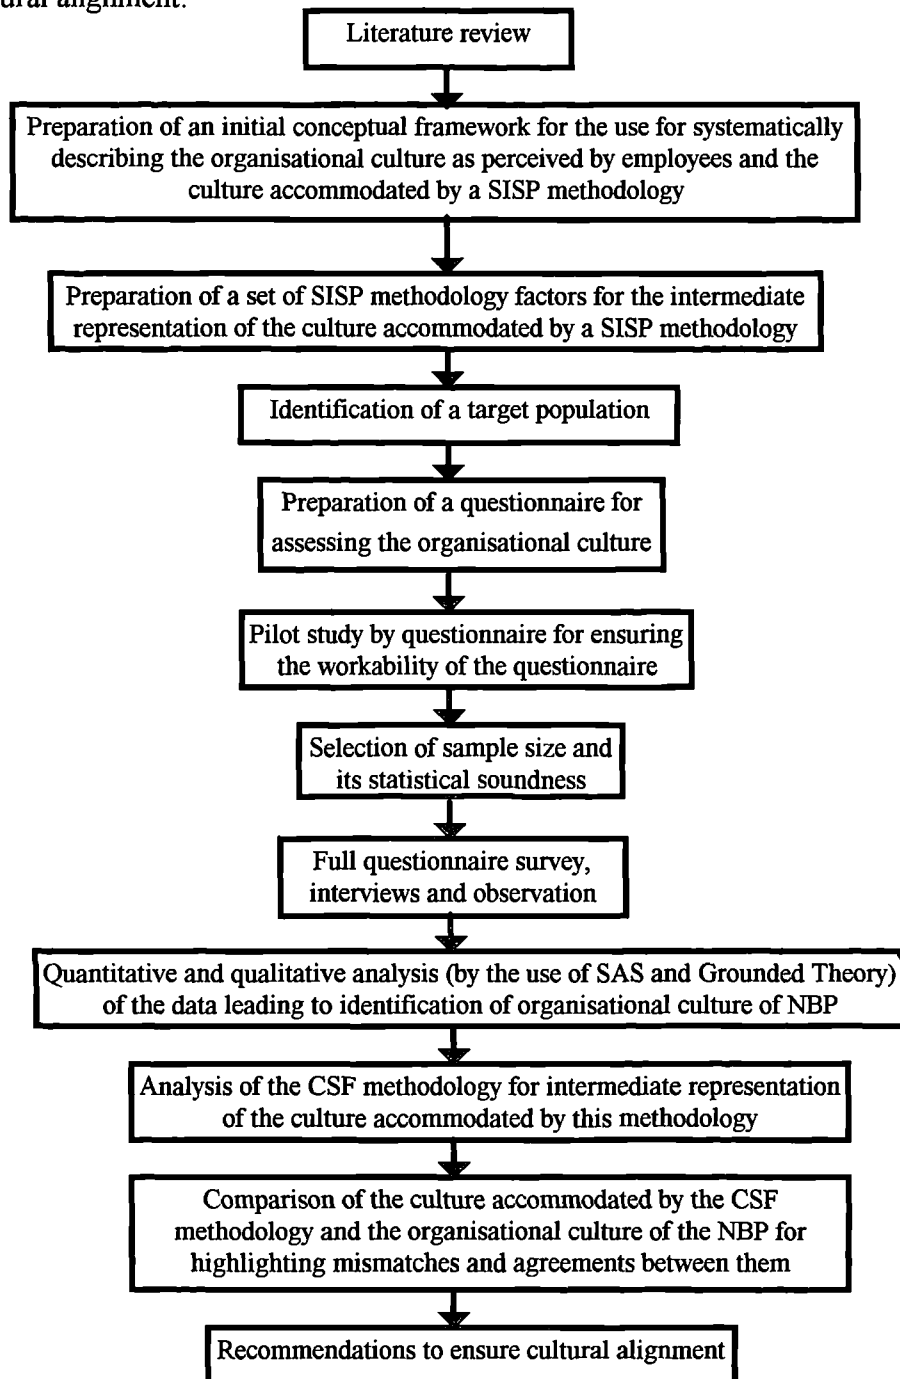 ural alignment.
Literature review
Preparation of an initial conceptual framework for the use for systematically
describing the organisational culture as perceived by employees and the
culture accommodated by a SISP methodology
Preparation of a set of SISP methodology factors for the intermediate
representation of the culture accommodated by a SISP methodology
Identification of a target population
Preparation of a questionnaire for
assessing the organisational culture
Pilot study by questionnaire for ensuring
the workability of the questionnaire
Selection of sample size and
its statistical soundness
Full questionnaire survey,
interviews and observation
Quantitative and qualitative analysis (by the use of SAS and Grounded Theory)
of the data leading to identification of organisational culture of NBP
Analysis of the CSF methodology for intermediate representation
of the culture accommodated by this methodology
Comparison of the culture accommodated by the CSF
methodology and the organisational culture of the NBP for
highlighting mismatches and agreements between them
Recommendations to ensure cultural alignment